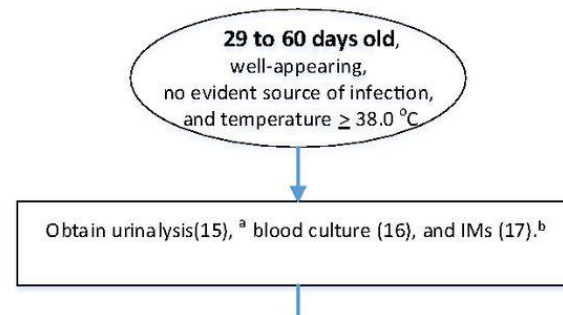 29 to 60 days old,
well-appearing,
no evident source of infection,
and temperature ≥ 38.0 °C
Obtain urinalysis(15), ᵃ blood culture (16), and IMs (17).ᵇ